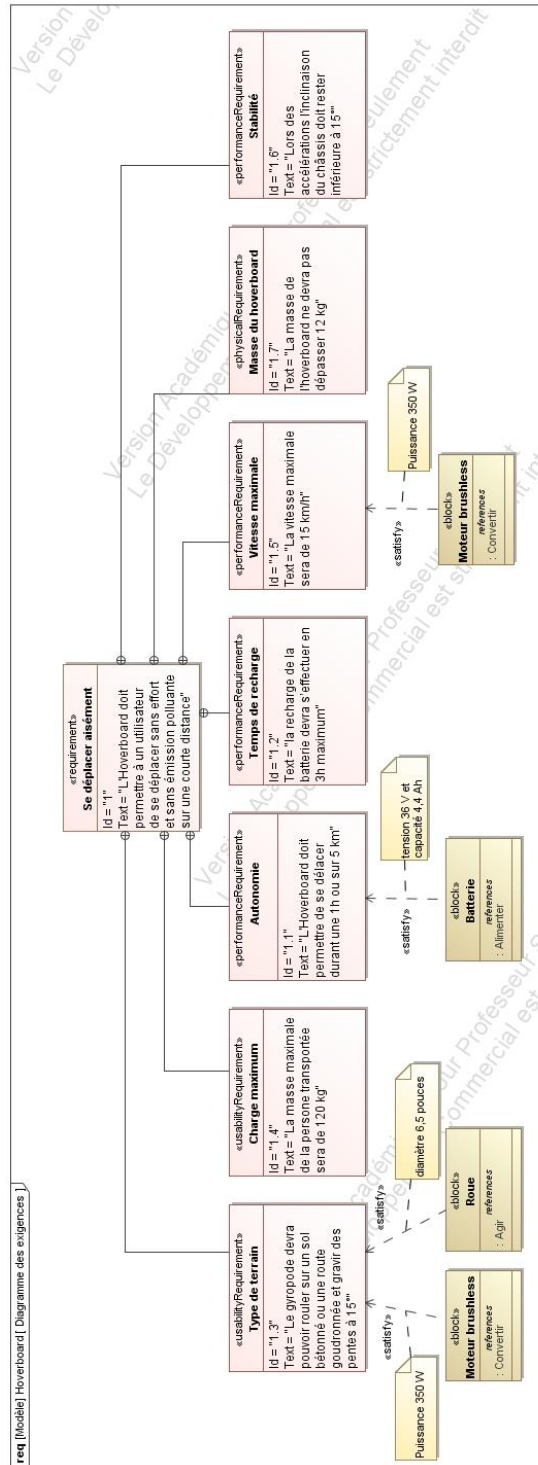 req [Modèle] Hoverboard[ Diagramme des exigences ]
«requirement»
Se déplacer aisément
Id = "1"
Text = "L'Hoverboard doit
permettre à un utilisateur
de se déplacer sans effort
et sans émission polluante
sur une courte distance"
«usabilityRequirement»
Type de terrain
Id = "1.3"
Text = "Le gyropode devra
pouvoir rouler sur un sol
bétonné ou une route
goudronnée et gravir des
pentes à 15°"
«usabilityRequirement»
Charge maximum
Id = "1.4"
Text = "La masse maximale
de la persone transportée
sera de 120 kg"
«performanceRequirement»
Autonomie
Id = "1.1"
Text = "L'Hoverboard doit
permettre de se délacer
durant une 1h ou sur 5 km"
«performanceRequirement»
Temps de recharge
Id = "1.2"
Text = "la recharge de la
batterie devra s'effectuer en
3h maximum"
«performanceRequirement»
Vitesse maximale
Id = "1.5"
Text = "La vitesse maximale
sera de 15 km/h"
«physicalRequirement»
Masse du hoverboard
Id = "1.7"
Text = "La masse de
l'hoverboard ne devra pas
dépasser 12 kg"
«performanceRequirement»
Stabilité
Id = "1.6"
Text = "Lors des
accélérations l'inclinaison
du châssis doit rester
inférieure à 15°"
«satisfy»
«satisfy»
«satisfy»
«satisfy»
Puissance 350 W
diamètre 6,5 pouces
tension 36 V et
capacité 4,4 Ah
Puissance 350 W
«block»
Moteur brushless
references
: Convertir
«block»
Roue
references
: Agir
«block»
Batterie
references
: Alimenter
«block»
Moteur brushless
references
: Convertir